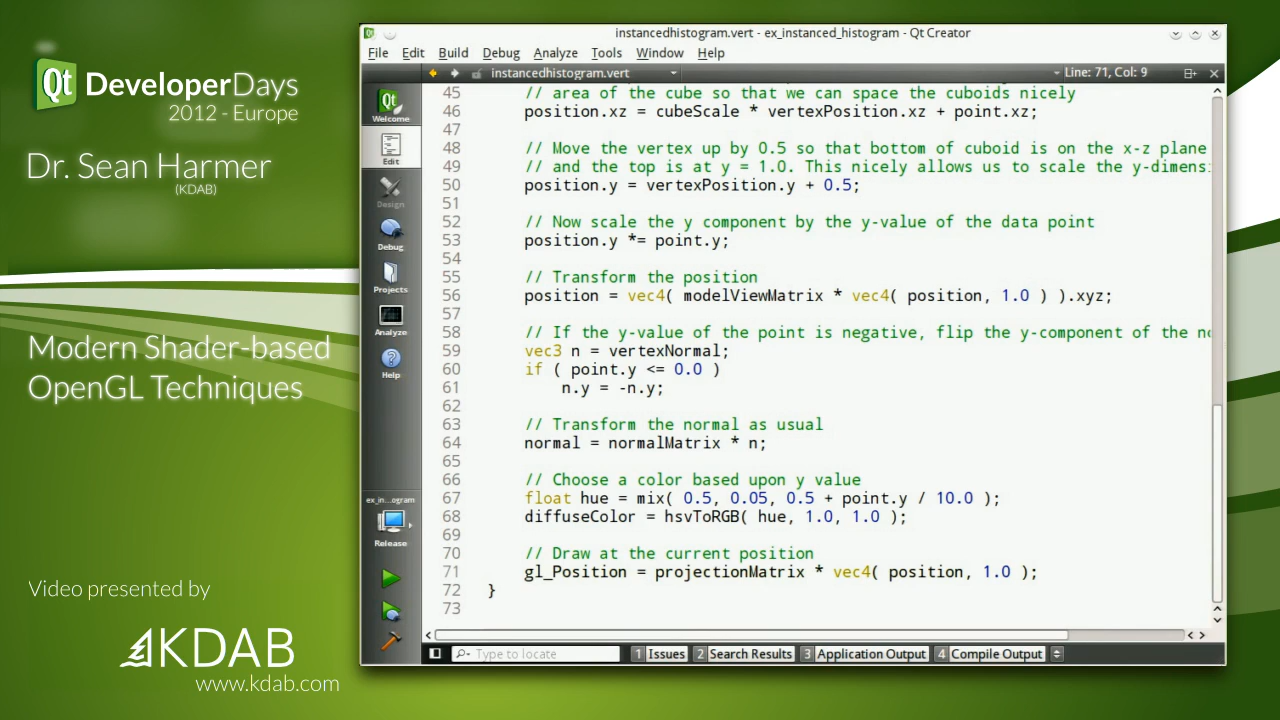 Qt DeveloperDays
2012 - Europe
Dr. Sean Harmer
(KDAB)
Modern Shader-based
OpenGL Techniques
Video presented by
KDAB
www.kdab.com
instancedhistogram.vert - ex_instanced_histogram - Qt Creator
File Edit Build Debug Analyze Tools Window Help
instancedhistogram.vert Line: 71, Col: 9
Qt
Welcome
Edit
Design
Debug
Projects
Analyze
Help
ex_in...ogram
Release
45 // area of the cube so that we can space the cuboids nicely
46 position.xz = cubeScale * vertexPosition.xz + point.xz;
47
48 // Move the vertex up by 0.5 so that bottom of cuboid is on the x-z plane
49 // and the top is at y = 1.0. This nicely allows us to scale the y-dimens
50 position.y = vertexPosition.y + 0.5;
51
52 // Now scale the y component by the y-value of the data point
53 position.y *= point.y;
54
55 // Transform the position
56 position = vec4( modelViewMatrix * vec4( position, 1.0 ) ).xyz;
57
58 // If the y-value of the point is negative, flip the y-component of the no
59 vec3 n = vertexNormal;
60 if ( point.y <= 0.0 )
61 n.y = -n.y;
62
63 // Transform the normal as usual
64 normal = normalMatrix * n;
65
66 // Choose a color based upon y value
67 float hue = mix( 0.5, 0.05, 0.5 + point.y / 10.0 );
68 diffuseColor = hsvToRGB( hue, 1.0, 1.0 );
69
70 // Draw at the current position
71 gl_Position = projectionMatrix * vec4( position, 1.0 );
72 }
73
Type to locate 1 Issues 2 Search Results 3 Application Output 4 Compile Output